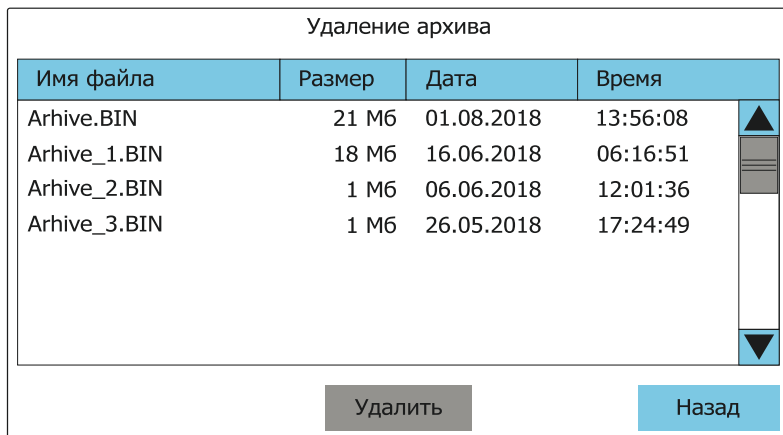 Удаление архива
Имя файла Размер Дата Время
Arhive.BIN 21 Мб 01.08.2018 13:56:08
Arhive_1.BIN 18 Мб 16.06.2018 06:16:51
Arhive_2.BIN 1 Мб 06.06.2018 12:01:36
Arhive_3.BIN 1 Мб 26.05.2018 17:24:49
Удалить Назад